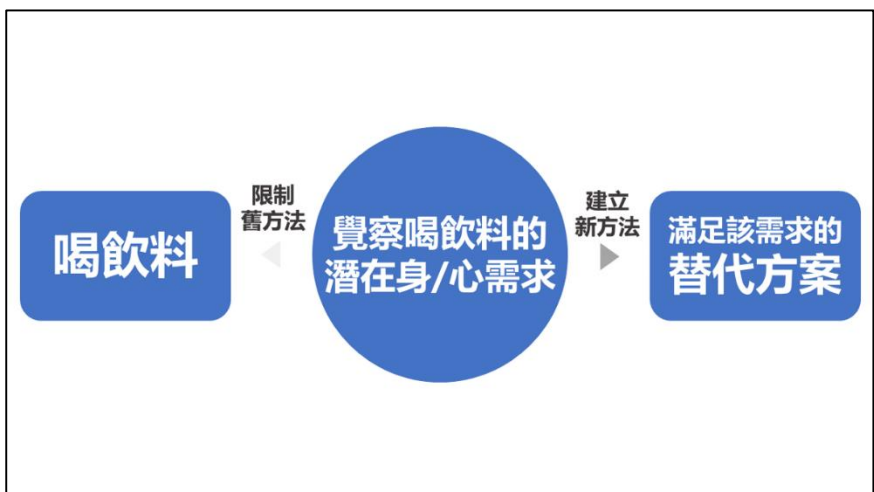 喝飲料
限制
舊方法
覺察喝飲料的
潛在身/心需求
建立
新方法
滿足該需求的
替代方案